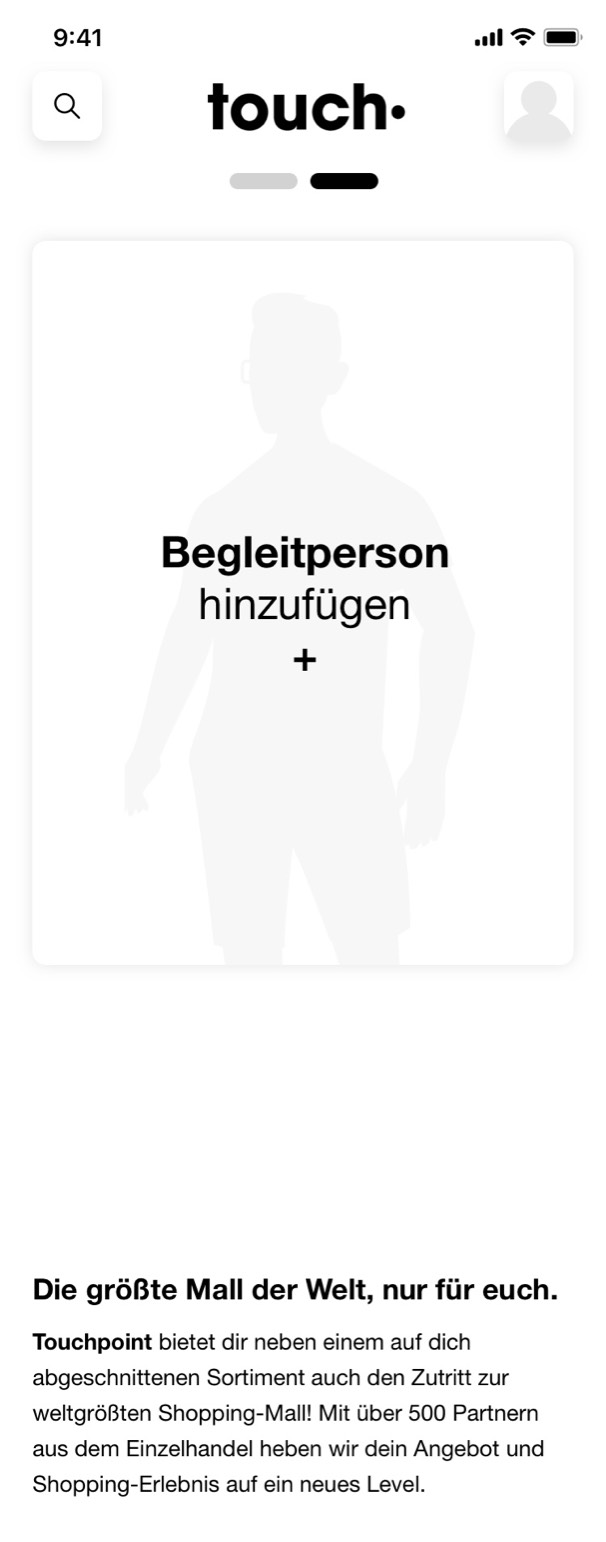 9:41
touch.
Begleitperson
hinzufügen
+
Die größte Mall der Welt, nur für euch.
Touchpoint bietet dir neben einem auf dich
abgeschnittenen Sortiment auch den Zutritt zur
weltgrößten Shopping-Mall! Mit über 500 Partnern
aus dem Einzelhandel heben wir dein Angebot und
Shopping-Erlebnis auf ein neues Level.